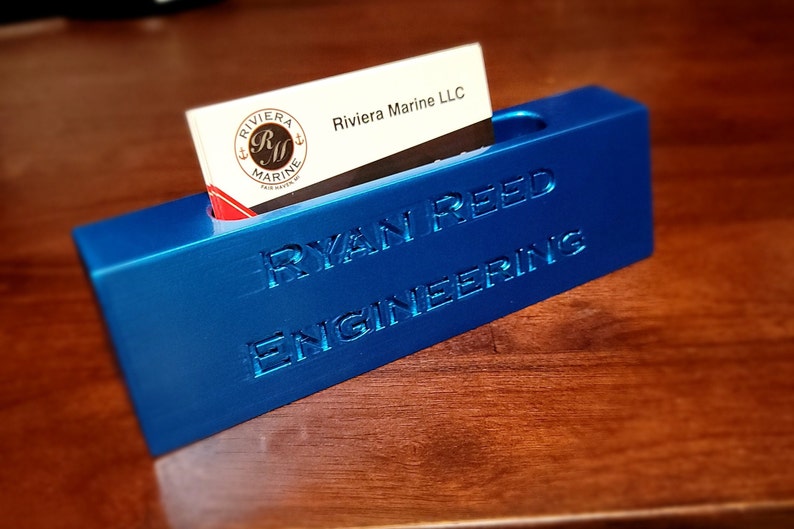 Riviera Marine LLC
RIVIERA
RM
MARINE
FAIR HAVEN, MI
RYAN REED
ENGINEERING